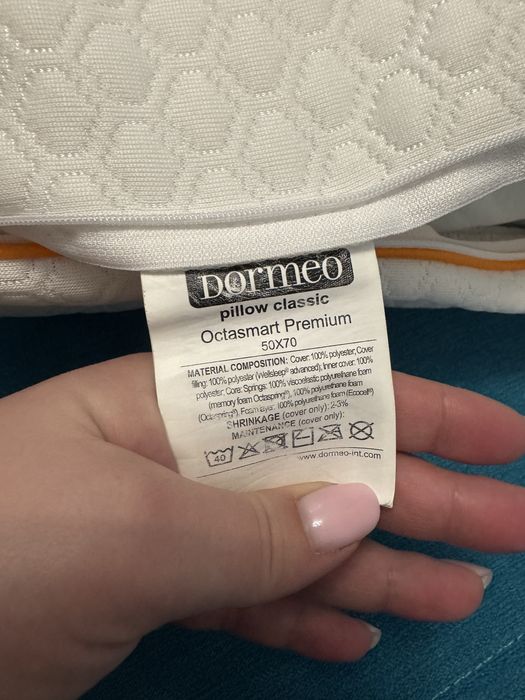 Dormeo
pillow classic
Octasmart Premium
50X70
MATERIAL COMPOSITION: Cover: 100% polyester, Cover
filling: 100% polyester (Wellsleep® advanced), Inner cover: 100%
polyester; Core: Springs: 100% viscoelastic polyurethane foam
(memory foam Octaspring®), 100% polyurethane foam
(Octaspring®), Foam layer: 100% polyurethane foam (Ecocell®)
SHRINKAGE (cover only): 2-3%
MAINTENANCE (cover only):
40
www.dormeo-int.com